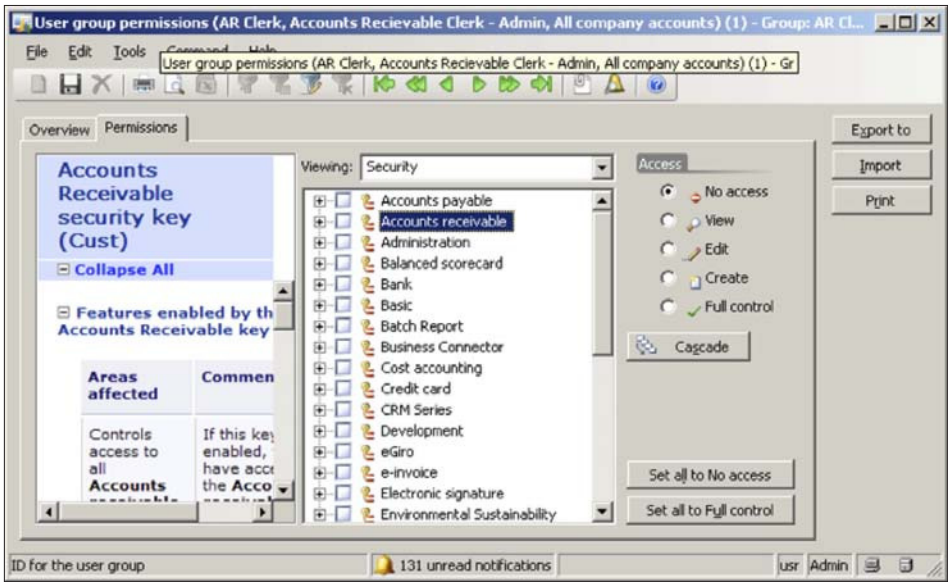 User group permissions (AR Clerk, Accounts Recievable Clerk - Admin, All company accounts) (1) - Group: AR Cl...
File Edit Tools Command Help
User group permissions (AR Clerk, Accounts Recievable Clerk - Admin, All company accounts) (1) - Gr
Overview Permissions
Export to
Import
Print
Accounts
Receivable
security key
(Cust)
Collapse All
Features enabled by th
Accounts Receivable key
Areas
affected
Commen
Controls
access to
all
Accounts
If this key
enabled,
have acce
the Acco
Viewing: Security
Accounts payable
Accounts receivable
Administration
Balanced scorecard
Bank
Basic
Batch Report
Business Connector
Cost accounting
Credit card
CRM Series
Development
eGiro
e-invoice
Electronic signature
Environmental Sustainability
Access
No access
View
Edit
Create
Full control
Cascade
Set all to No access
Set all to Full control
ID for the user group
131 unread notifications
usr Admin